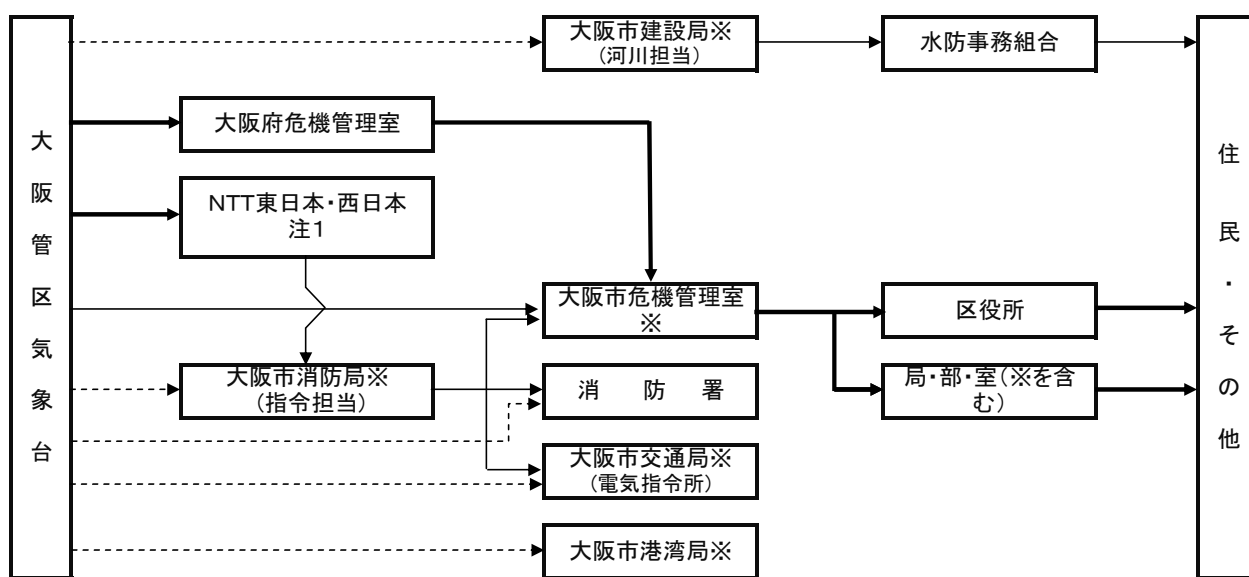 大阪管区気象台
大阪市建設局※
(河川担当)
水防事務組合
住民・その他
大阪府危機管理室
NTT東日本・西日本
注1
大阪市危機管理室
※
区役所
大阪市消防局※
(指令担当)
消　防　署
局・部・室(※を含
む)
大阪市交通局※
(電気指令所)
大阪市港湾局※